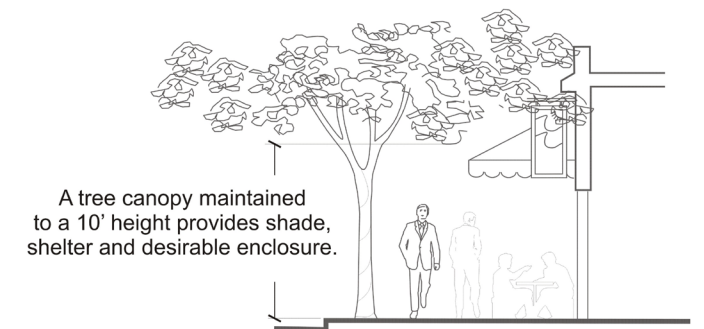 A tree canopy maintained
to a 10’ height provides shade,
shelter and desirable enclosure.